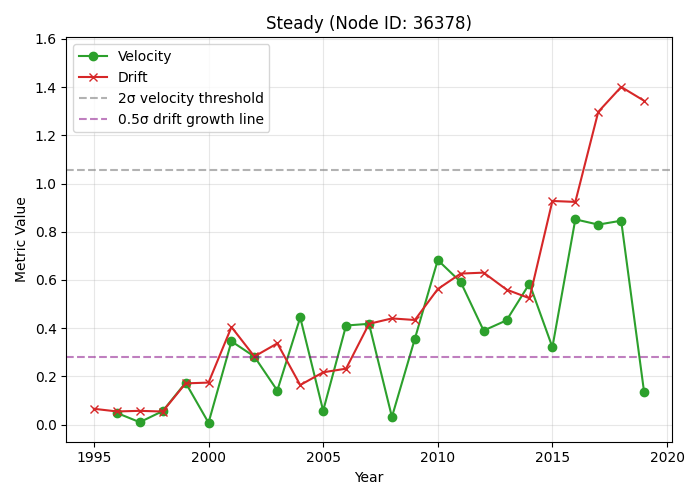 Steady (Node ID: 36378)
Velocity
Drift
2σ velocity threshold
0.5σ drift growth line
Metric Value
1.6
1.4
1.2
1.0
0.8
0.6
0.4
0.2
0.0
1995
2000
2005
2010
2015
2020
Year